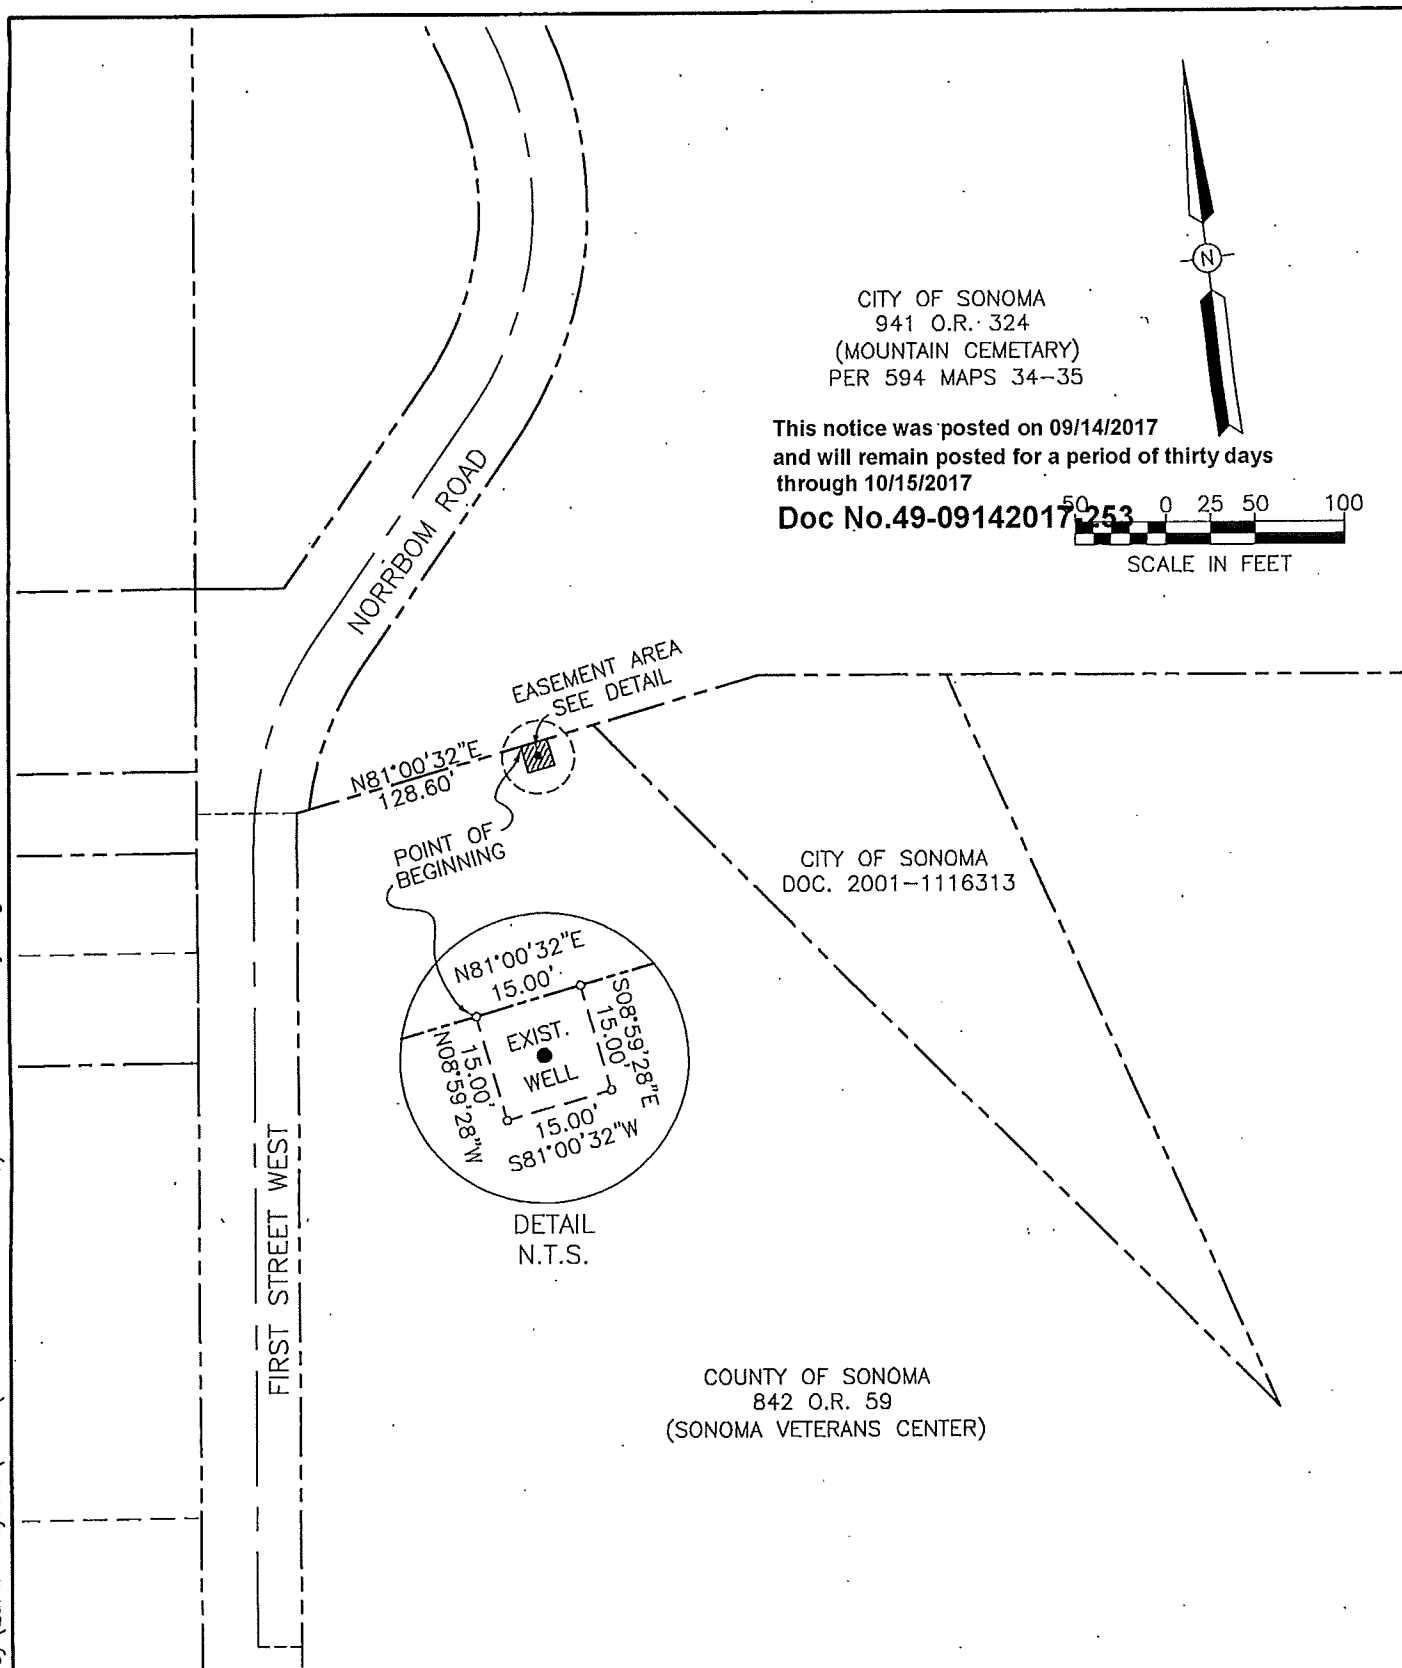 CITY OF SONOMA
941 O.R. 324
(MOUNTAIN CEMETARY)
PER 594 MAPS 34-35
N
This notice was posted on 09/14/2017
and will remain posted for a period of thirty days
through 10/15/2017
Doc No.49-09142017-253
50 0 25 50 100
SCALE IN FEET
NORRBOM ROAD
EASEMENT AREA
SEE DETAIL
N81°00'32"E
128.60'
POINT OF
BEGINNING
CITY OF SONOMA
DOC. 2001-1116313
N81°00'32"E
15.00'
S08°59'28"E
15.00'
EXIST.
WELL
15.00'
N08°59'28"W
15.00'
S81°00'32"W
DETAIL
N.T.S.
FIRST STREET WEST
COUNTY OF SONOMA
842 O.R. 59
(SONOMA VETERANS CENTER)